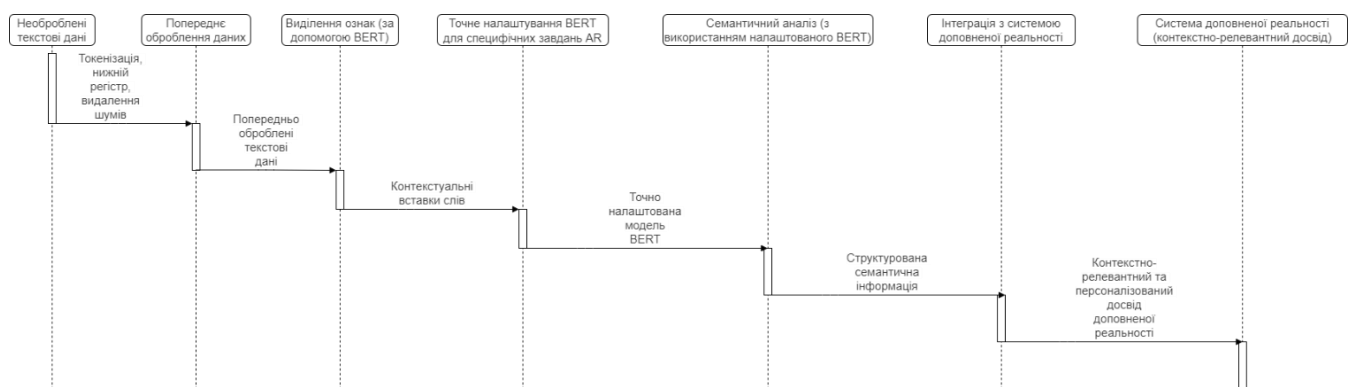 Необроблені
текстові дані
Попереднє
оброблення даних
Виділення ознак (за
допомогою BERT)
Точне налаштування BERT
для специфічних завдань AR
Семантичний аналіз (з
використанням налаштованого BERT)
Інтеграція з системою
доповненої реальності
Система доповненої реальності
(контекстно-релевантний досвід)
Токенізація,
нижній
регістр,
видалення
шумів
Попередньо
оброблені
текстові
дані
Контекстуальні
вставки слів
Точно
налаштована
модель
BERT
Структурована
семантична
інформація
Контекстно-
релевантний та
персоналізований
досвід
доповненої
реальності